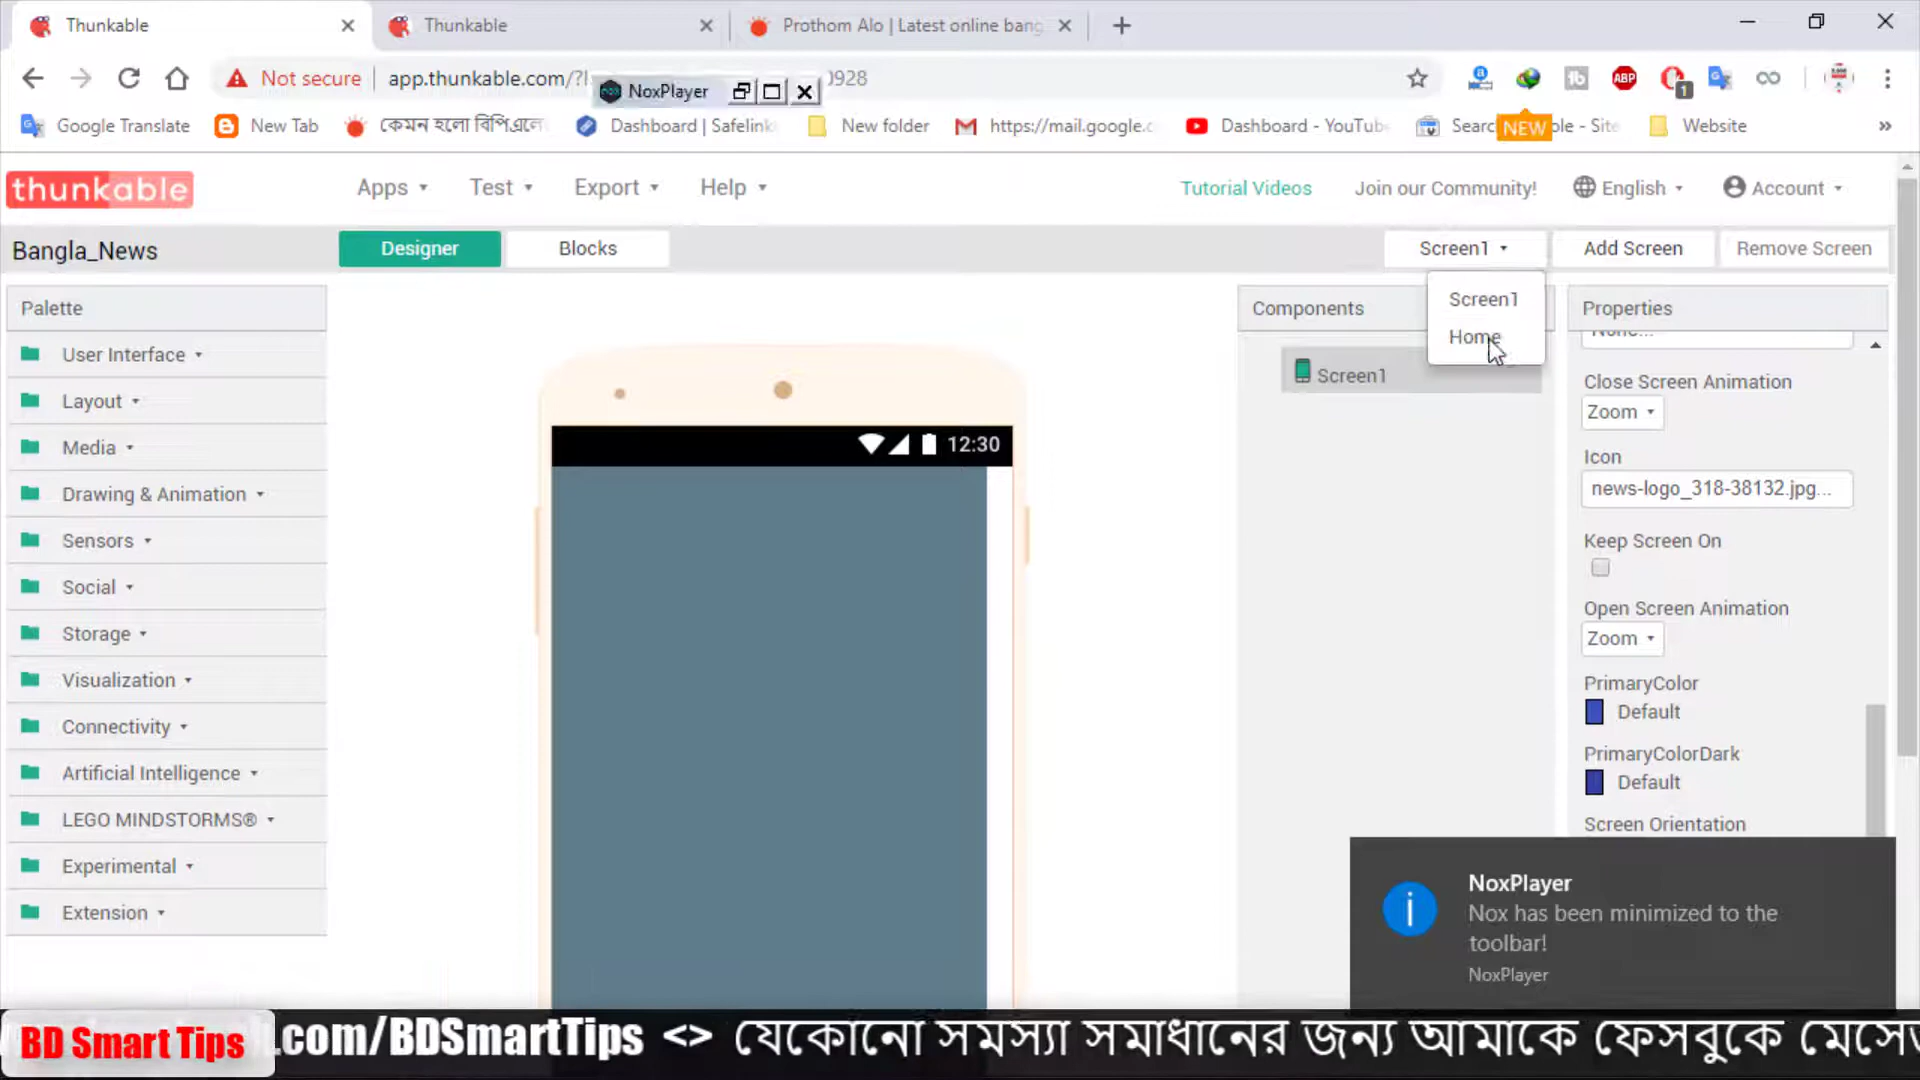 Thunkable
Thunkable
Prothom Alo | Latest online bang
Not secure
app.thunkable.com/?l
NoxPlayer
0928
ABP
1
Google Translate
New Tab
কেমন হলো বিপিএলে
Dashboard | Safelink
New folder
https://mail.google.c
Dashboard - YouTub
Searc
NEW
ole - Site
Website
thunkable
Apps
Test
Export
Help
Tutorial Videos
Join our Community!
English
Account
Bangla_News
Designer
Blocks
Screen1
Add Screen
Remove Screen
Screen1
Home
Palette
User Interface
Layout
Media
Drawing & Animation
Sensors
Social
Storage
Visualization
Connectivity
Artificial Intelligence
LEGO MINDSTORMS®
Experimental
Extension
12:30
Components
Screen1
Properties
None...
Close Screen Animation
Zoom
Icon
news-logo_318-38132.jpg...
Keep Screen On
Open Screen Animation
Zoom
PrimaryColor
Default
PrimaryColorDark
Default
Screen Orientation
NoxPlayer
Nox has been minimized to the
toolbar!
NoxPlayer
BD Smart Tips
.com/BDSmartTips <> যেকোনো সমস্যা সমাধানের জন্য আমাকে ফেসবুকে মেসে